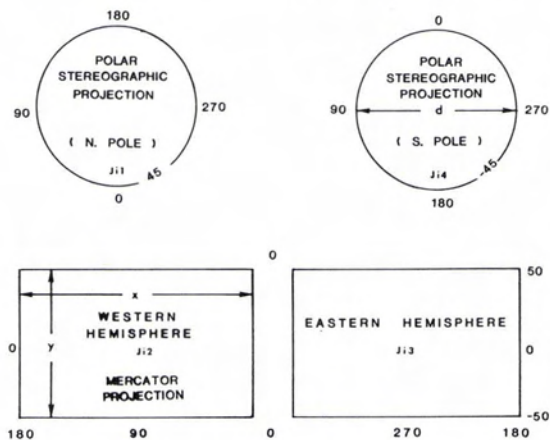 180
POLAR
STEREOGRAPHIC
PROJECTION
90
270
( N. POLE )
Ji1
45
0
0
POLAR
STEREOGRAPHIC
PROJECTION
90
d
270
( S. POLE )
Ji4
-45
180
0
x
WESTERN
HEMISPHERE
0
y
Ji2
MERCATOR
PROJECTION
180
90
0
50
EASTERN HEMISPHERE
Ji3
0
-50
270
180